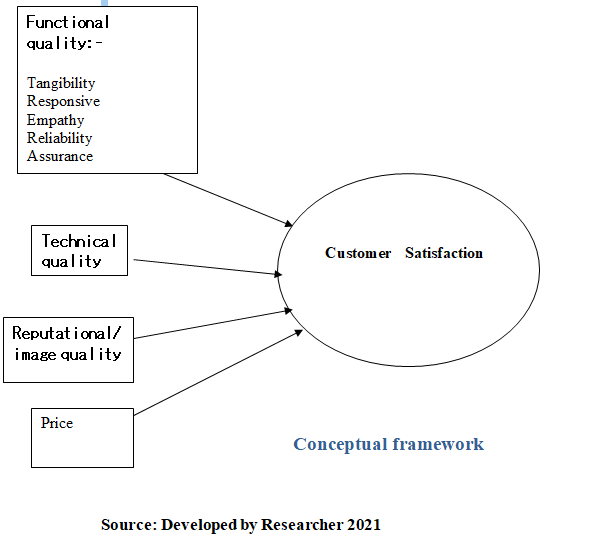 Functional
quality:-
Tangibility
Responsive
Empathy
Reliability
Assurance
Technical
quality
Customer Satisfaction
Reputational/
image quality
Price
Conceptual framework
Source: Developed by Researcher 2021